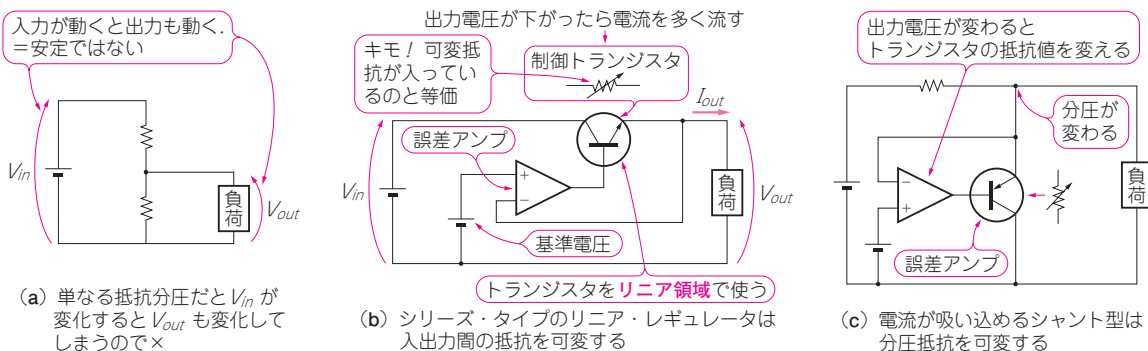 入力が動くと出力も動く.
=安定ではない
V_in
負荷
V_out
(a) 単なる抵抗分圧だとV_in が
変化するとV_out も変化して
しまうので×
出力電圧が下がったら電流を多く流す
キモ! 可変抵
抗が入ってい
るのと等価
制御トランジスタ
I_out
誤差アンプ
V_in
+
−
負荷
V_out
基準電圧
トランジスタをリニア領域で使う
(b) シリーズ・タイプのリニア・レギュレータは
入出力間の抵抗を可変する
出力電圧が変わると
トランジスタの抵抗値を変える
分圧が
変わる
−
+
負荷
誤差アンプ
(c) 電流が吸い込めるシャント型は
分圧抵抗を可変する